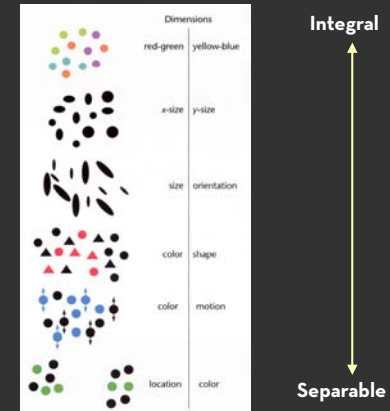 Dimensions
Integral
red-green yellow-blue
x-size y-size
size orientation
color shape
color motion
location color
Separable